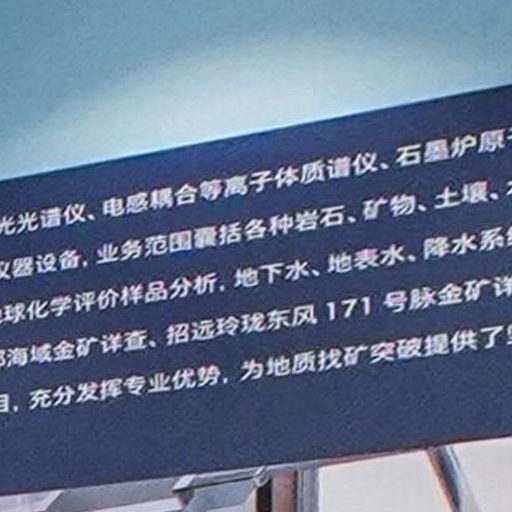 光光谱仪、电感耦合等离子体质谱仪、石墨炉原
仪器设备,业务范围囊括各种岩石、矿物、土壤、
球化学评价样品分析,地下水、地表水、降水系
海域金矿详查、招远玲珑东风 171 号脉金矿详
目,充分发挥专业优势,为地质找矿突破提供了